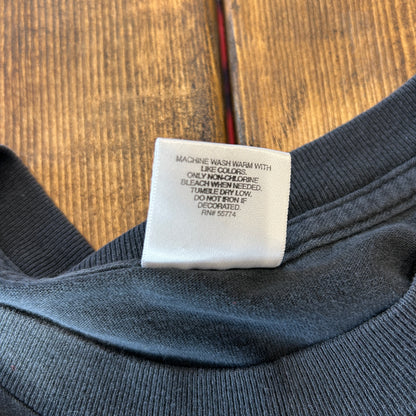 MACHINE WASH WARM WITH
LIKE COLORS.
ONLY NON-CHLORINE
BLEACH WHEN NEEDED.
TUMBLE DRY LOW.
DO NOT IRON IF
DECORATED.
RN# 55774